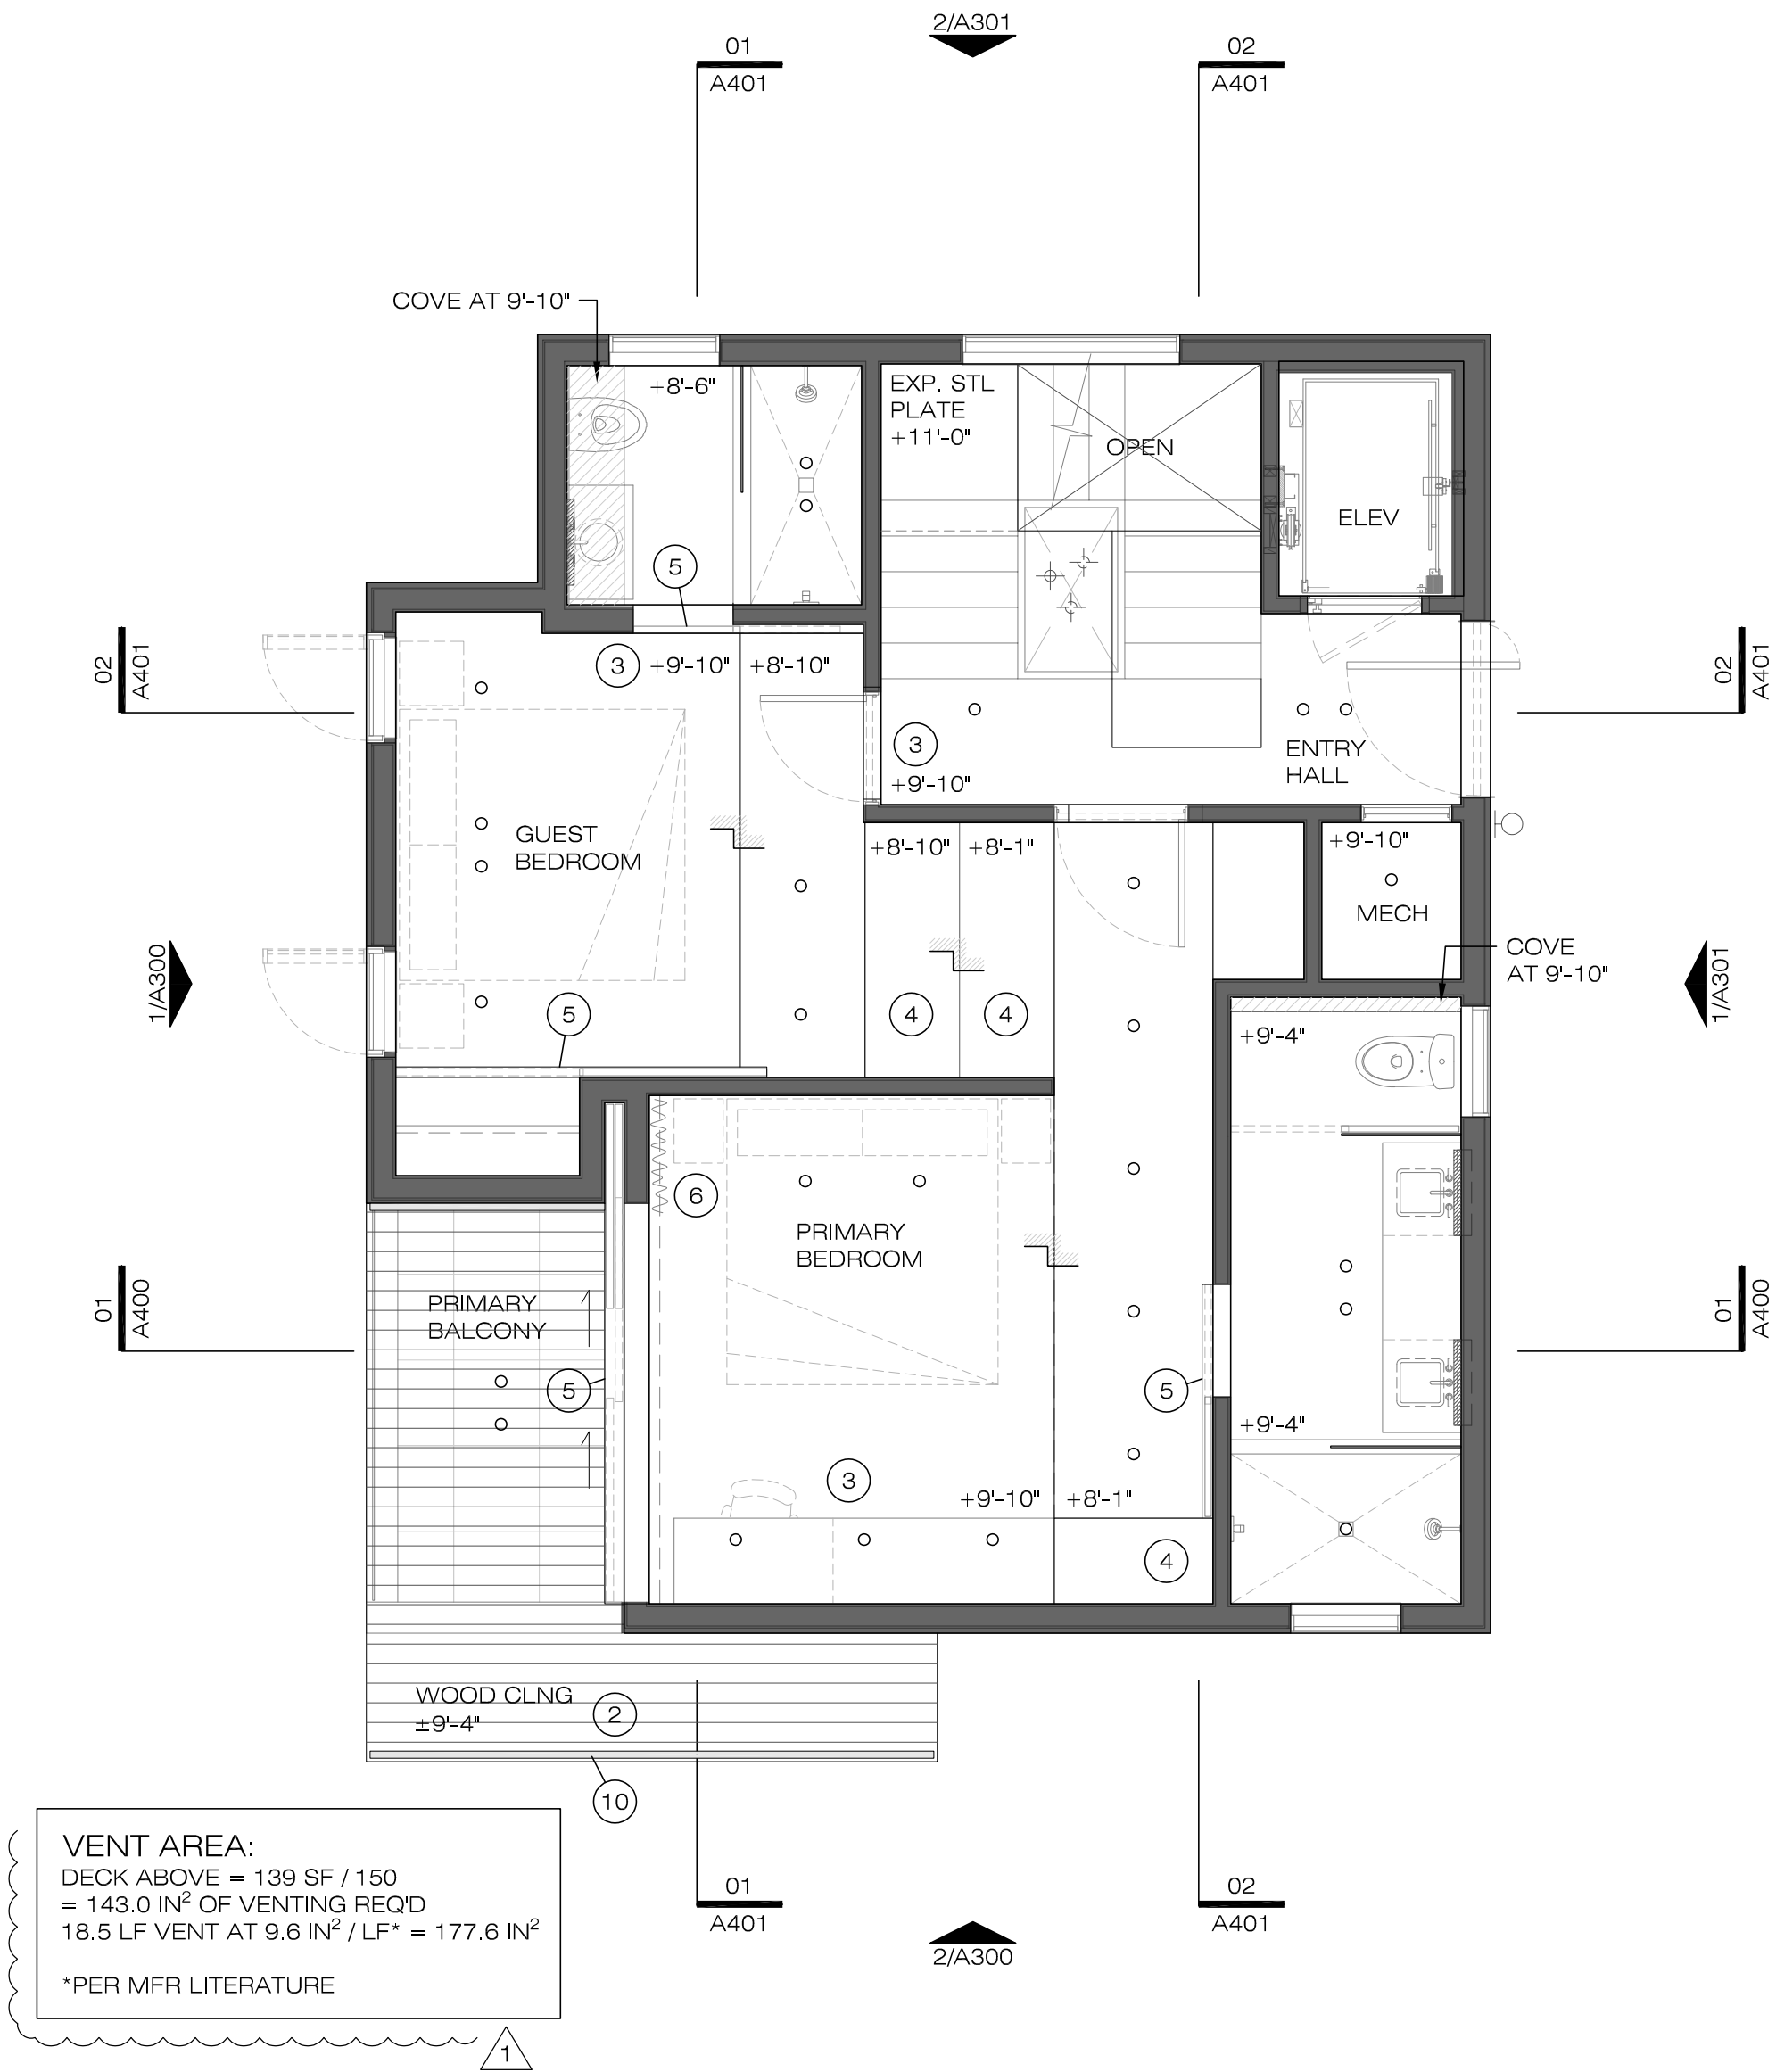 2/A301
01
A401
02
A401
COVE AT 9'-10"
+8'-6"
EXP. STL
PLATE
+11'-0"
OPEN
ELEV
5
02
A401
3
+9'-10"
+8'-10"
02
A401
3
+9'-10"
ENTRY
HALL
GUEST
BEDROOM
+8'-10"
+8'-1"
+9'-10"
MECH
COVE
AT 9'-10"
1/A300
1/A301
5
4
4
+9'-4"
6
PRIMARY
BEDROOM
01
A400
PRIMARY
BALCONY
01
A400
5
5
+9'-4"
3
+9'-10"
+8'-1"
4
WOOD CLNG
±9'-4"
2
10
VENT AREA:
DECK ABOVE = 139 SF / 150
= 143.0 IN² OF VENTING REQ'D
18.5 LF VENT AT 9.6 IN² / LF* = 177.6 IN²
*PER MFR LITERATURE
1
01
A401
02
A401
2/A300